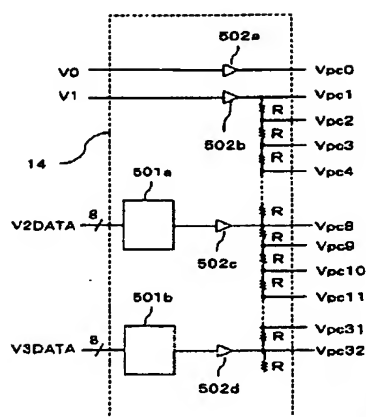 502a
V0 Vpc0
V1 Vpc1
R
502b Vpc2
R
Vpc3
14 R
501a Vpc4
R
V2DATA 8 Vpc8
R
502c Vpc9
R
Vpc10
501b R
Vpc11
Vpc31
R
V3DATA 8 Vpc32
502d R